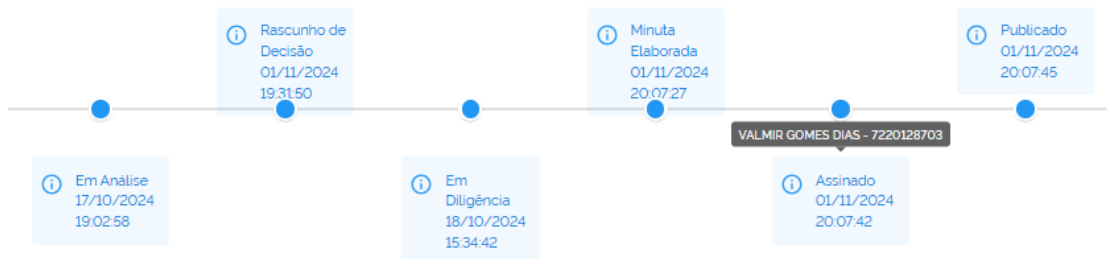 Rascunho de
Decisão
01/11/2024
19:31:50
Minuta
Elaborada
01/11/2024
20:07:27
Publicado
01/11/2024
20:07:45
VALMIR GOMES DIAS - 7220128703
Em Análise
17/10/2024
19:02:58
Em
Diligência
18/10/2024
15:34:42
Assinado
01/11/2024
20:07:42